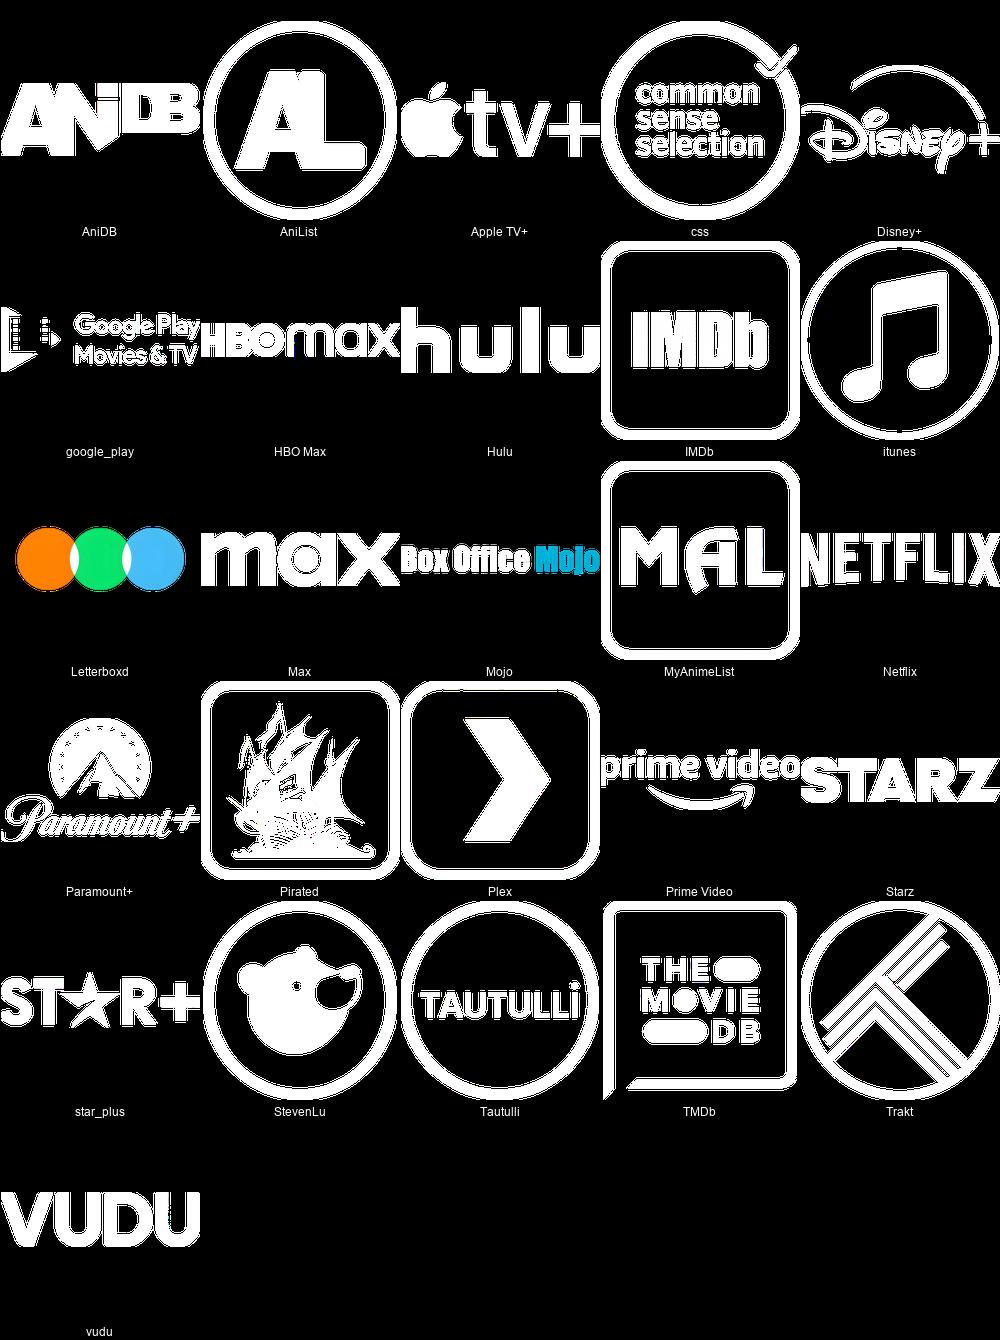 ANiDB
AL
tv+
common
sense
selection
Disney+
AniDB
AniList
Apple TV+
css
Disney+
Google Play
Movies & TV
HBOmax
hulu
IMDb
google_play
HBO Max
Hulu
IMDb
itunes
max
Box Office Mojo
MAL
NETFLIX
Letterboxd
Max
Mojo
MyAnimeList
Netflix
Paramount+
prime video
STARZ
Paramount+
Pirated
Plex
Prime Video
Starz
STAR+
TAUTULLi
THE
MOVIE
DB
star_plus
StevenLu
Tautulli
TMDb
Trakt
VUDU
vudu